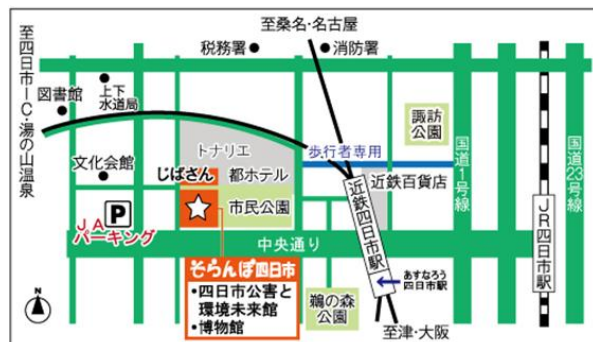 至桑名・名古屋
税務署
消防署
至四日市IC・湯の山温泉
図書館
上下
水道局
諏訪
公園
トナリエ
歩行者専用
国道1号線
国道23号線
文化会館
じばさん
都ホテル
近鉄百貨店
市民公園
近鉄四日市駅
JR四日市駅
P
JA
パーキング
中央通り
そらんぽ四日市
・四日市公害と
環境未来館
・博物館
あすなろう
四日市駅
鵜の森
公園
至津・大阪
N